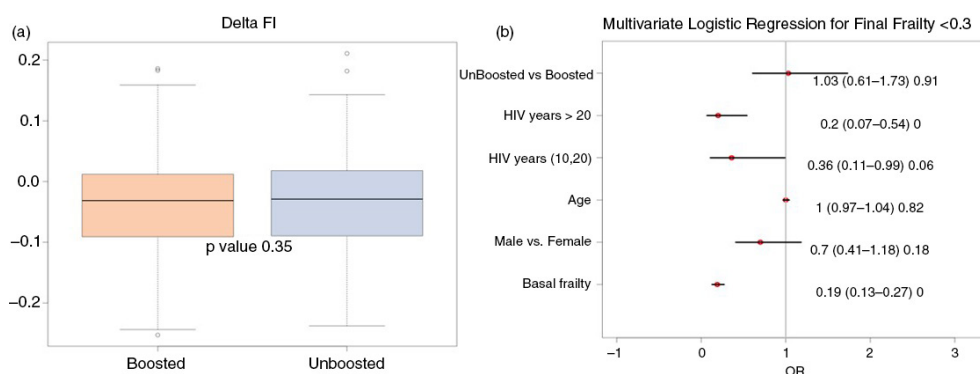 (a)
Delta FI
0.2
0.1
0.0
−0.1
−0.2
p value 0.35
Boosted
Unboosted
(b)
Multivariate Logistic Regression for Final Frailty <0.3
UnBoosted vs Boosted
1.03 (0.61–1.73) 0.91
HIV years > 20
0.2 (0.07–0.54) 0
HIV years (10,20)
0.36 (0.11–0.99) 0.06
Age
1 (0.97–1.04) 0.82
Male vs. Female
0.7 (0.41–1.18) 0.18
Basal frailty
0.19 (0.13–0.27) 0
−1
0
1
2
3
OR